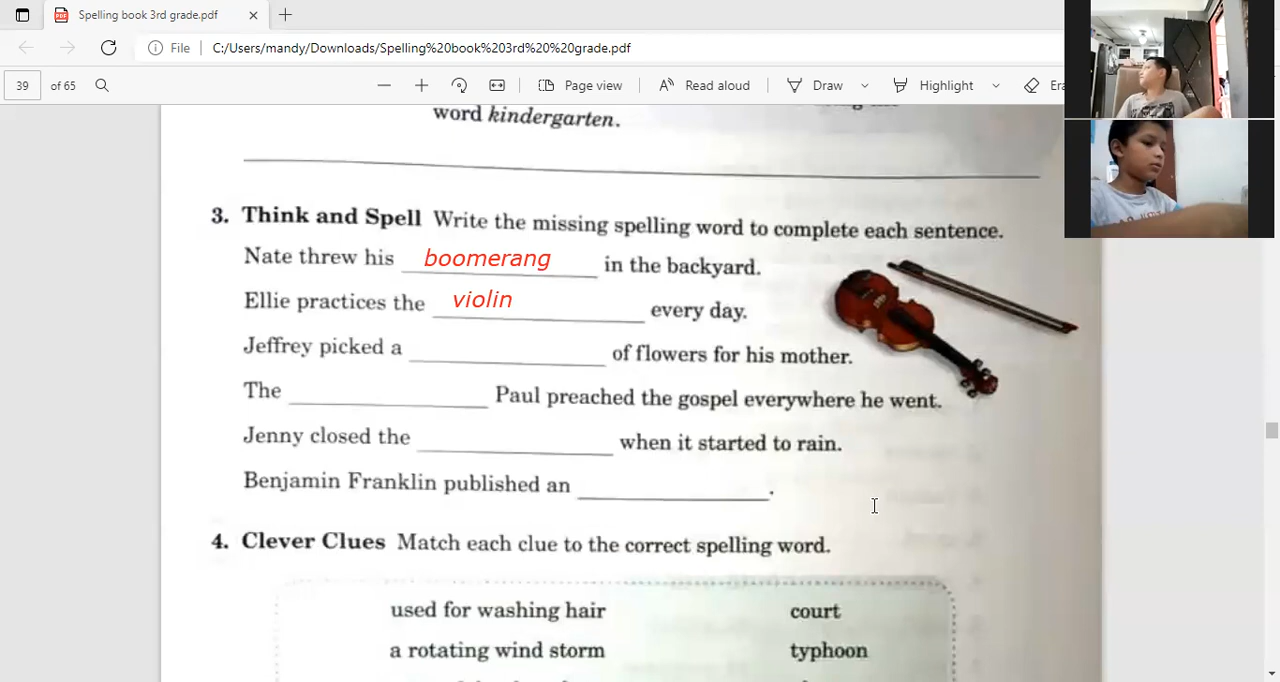 Spelling book 3rd grade.pdf
File C:/Users/mandy/Downloads/Spelling%20book%203rd%20%20grade.pdf
39 of 65 Page view Read aloud Draw Highlight
word kindergarten.
3. Think and Spell Write the missing spelling word to complete each sentence.
Nate threw his boomerang in the backyard.
Ellie practices the violin every day.
Jeffrey picked a ____ of flowers for his mother.
The ____ Paul preached the gospel everywhere he went.
Jenny closed the ____ when it started to rain.
Benjamin Franklin published an ____.
4. Clever Clues Match each clue to the correct spelling word.
used for washing hair court
a rotating wind storm typhoon